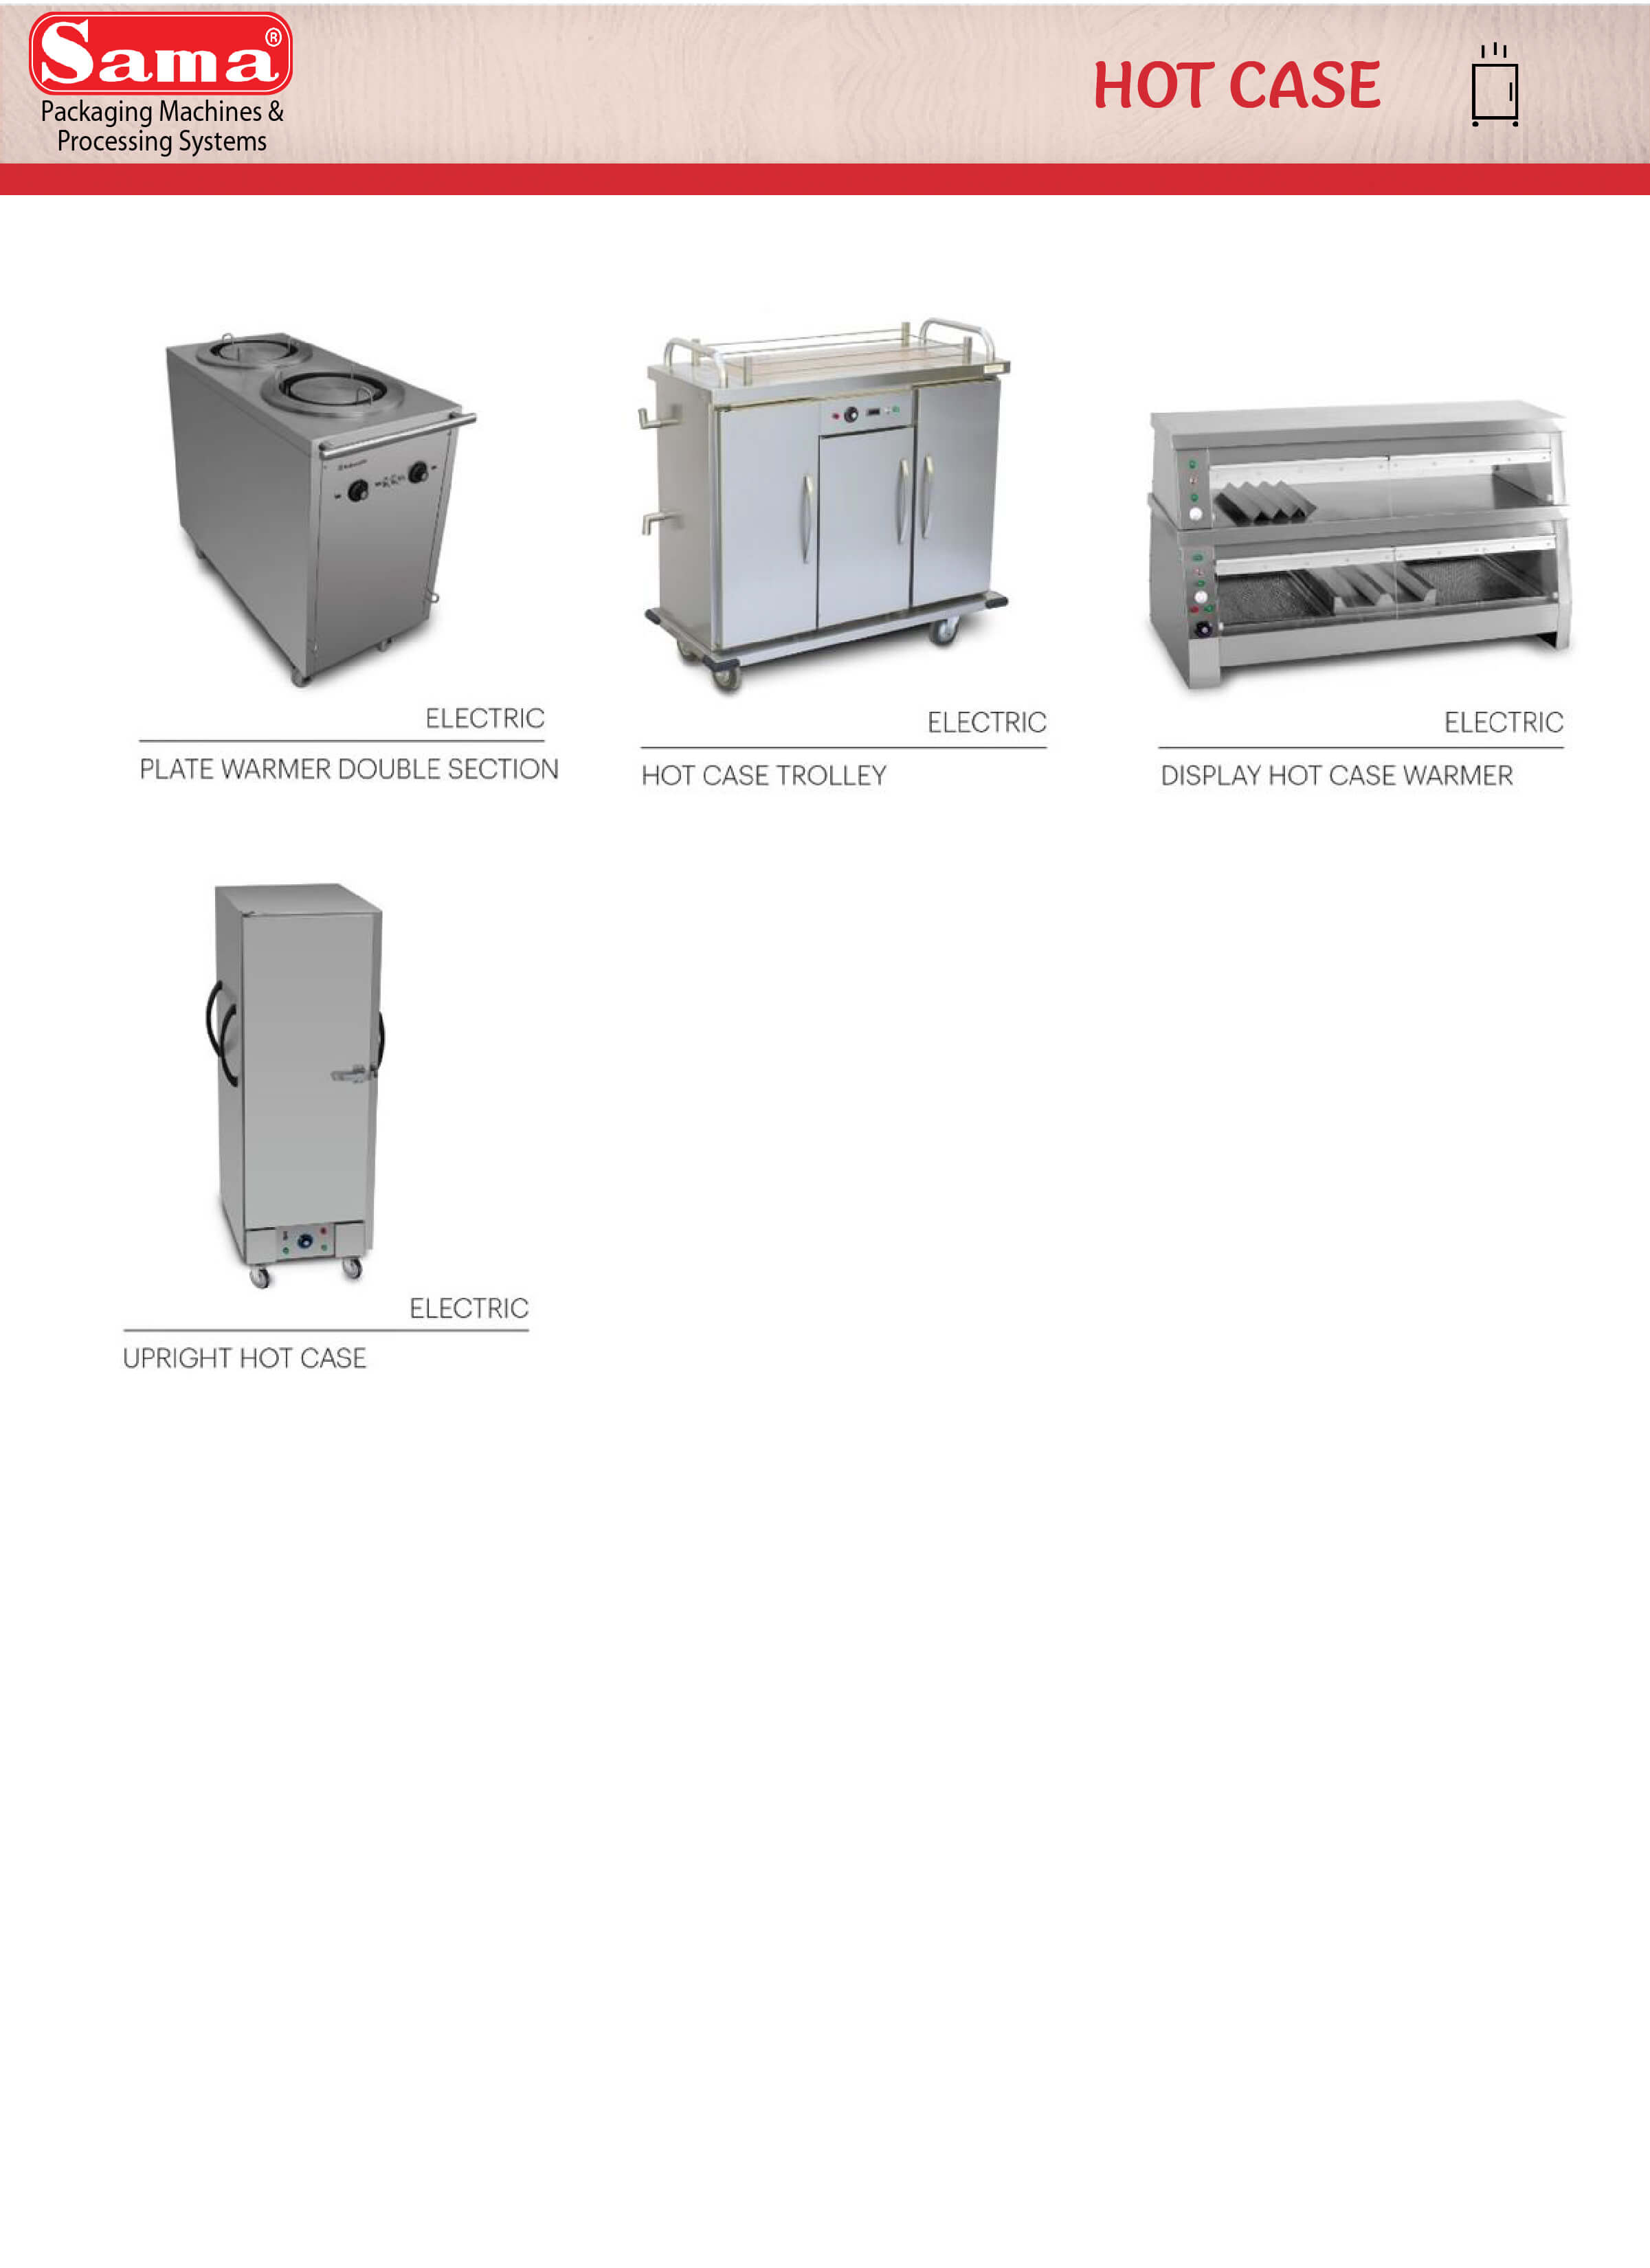 Sama®
Packaging Machines &
Processing Systems
HOT CASE
ELECTRIC
PLATE WARMER DOUBLE SECTION
ELECTRIC
HOT CASE TROLLEY
ELECTRIC
DISPLAY HOT CASE WARMER
ELECTRIC
UPRIGHT HOT CASE